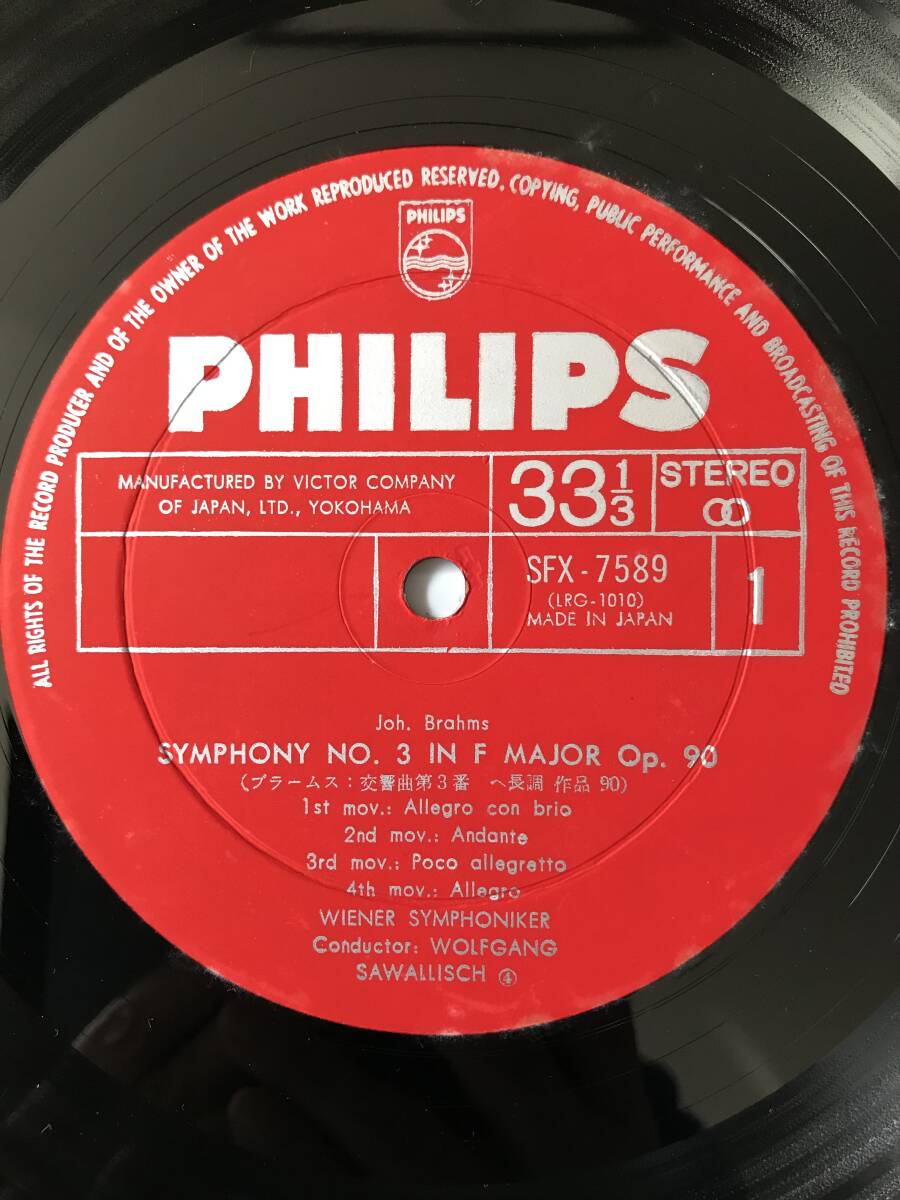 ALL RIGHTS OF THE RECORD PRODUCER AND OF THE OWNER OF THE WORK REPRODUCED RESERVED. COPYING, PUBLIC PERFORMANCE AND BROADCASTING OF THIS RECORD PROHIBITED
PHILIPS
PHILIPS
MANUFACTURED BY VICTOR COMPANY
OF JAPAN, LTD., YOKOHAMA
33 1/3
STEREO
SFX-7589
(LRG-1010)
MADE IN JAPAN
1
Joh. Brahms
SYMPHONY NO. 3 IN F MAJOR Op. 90
(ブラームス：交響曲第3番 ヘ長調 作品 90)
1st mov.: Allegro con brio
2nd mov.: Andante
3rd mov.: Poco allegretto
4th mov.: Allegro
WIENER SYMPHONIKER
Conductor: WOLFGANG
SAWALLISCH ④